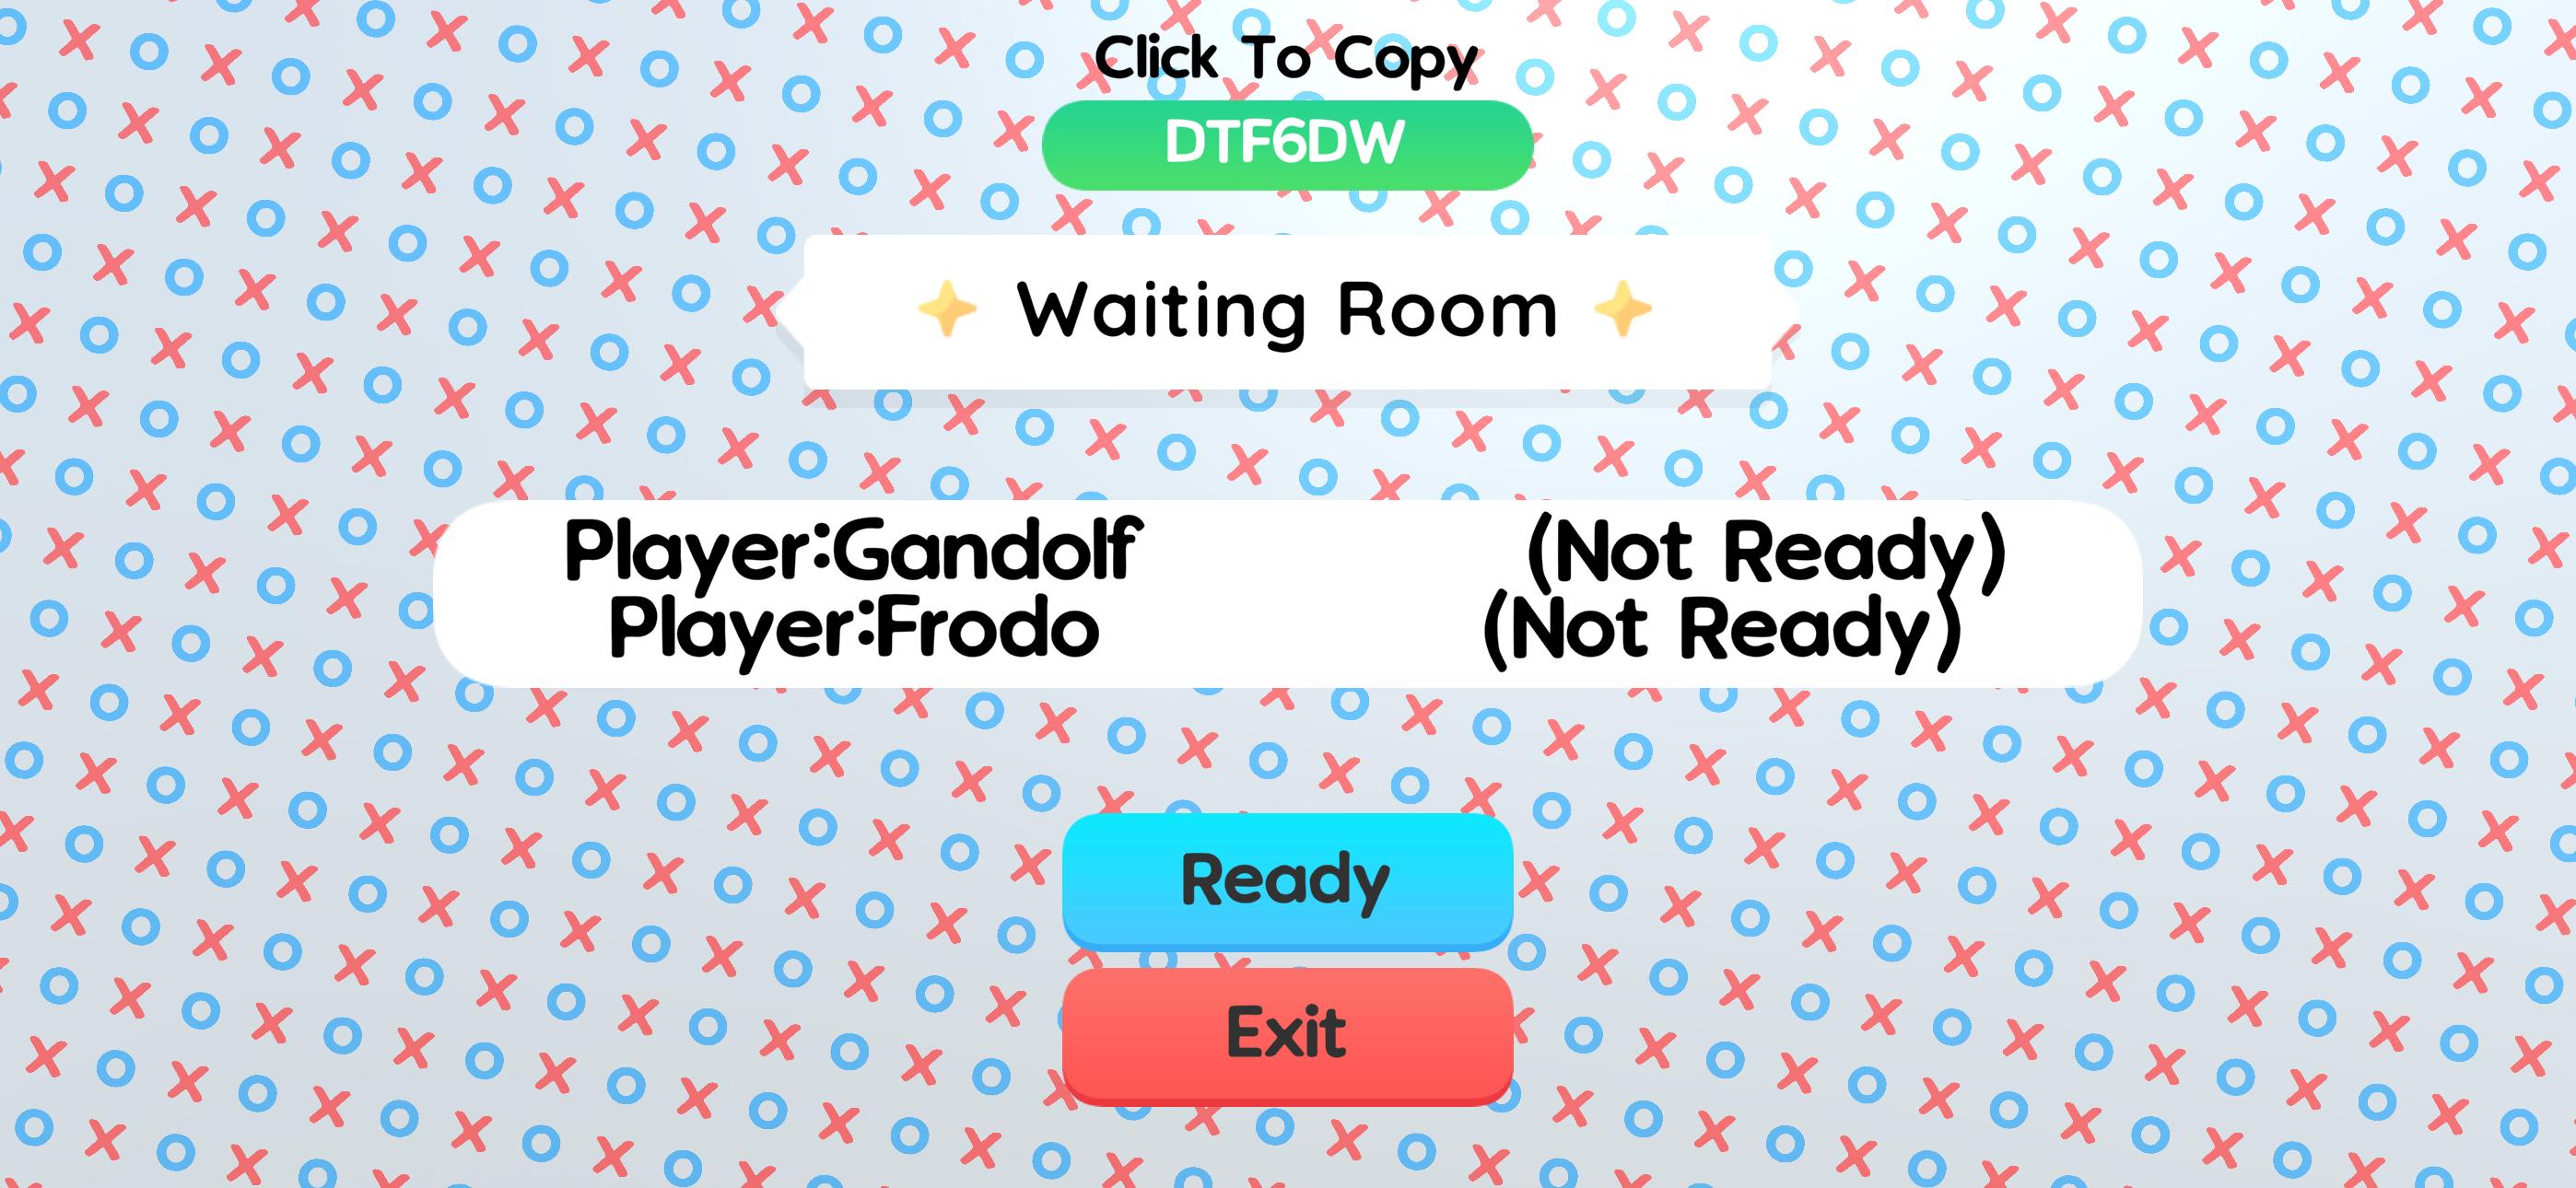 Click To Copy
DTF6DW
Waiting Room
Player:Gandolf (Not Ready)
Player:Frodo (Not Ready)
Ready
Exit